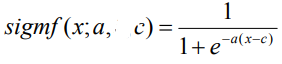 sigmf(x;a, c) = 1 / (1 + e^{-a(x-c)})